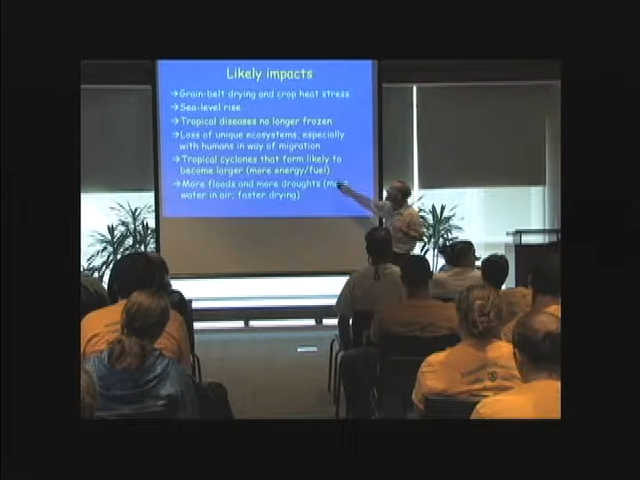 Likely impacts
→Grain-belt drying and crop heat stress
→Sea-level rise
→Tropical diseases no longer frozen
→Loss of unique ecosystems, especially
with humans in way of migration
→Tropical cyclones that form likely to
become larger (more energy/fuel)
→More floods and more droughts (more
water in air; faster drying)